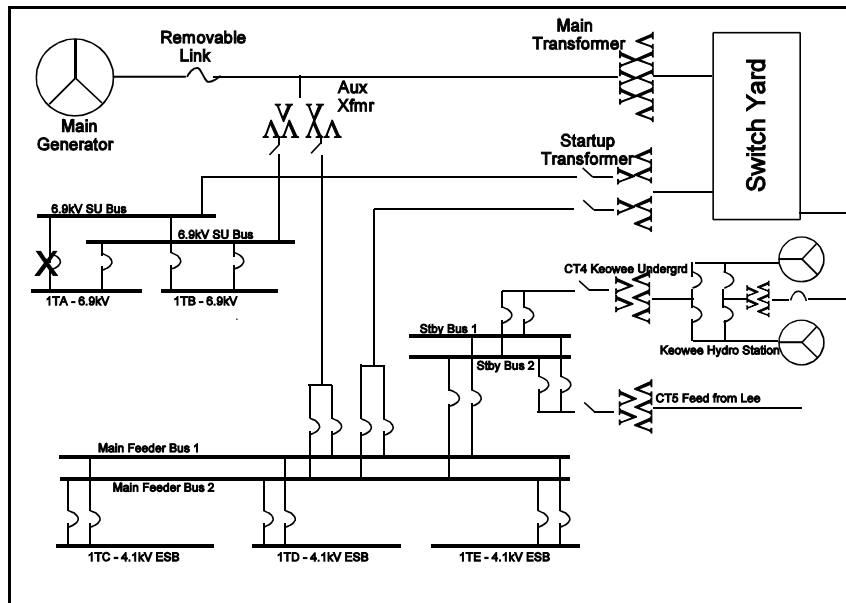 Main
Transformer
Removable
Link
Aux
Xfmr
Main
Generator
Switch Yard
Startup
Transformer
6.9kV SU Bus
6.9kV SU Bus
1TA - 6.9kV
1TB - 6.9kV
CT4 Keowee Undergrd
Stby Bus 1
Stby Bus 2
Keowee Hydro Station
CT5 Feed from Lee
Main Feeder Bus 1
Main Feeder Bus 2
1TC - 4.1kV ESB
1TD - 4.1kV ESB
1TE - 4.1kV ESB